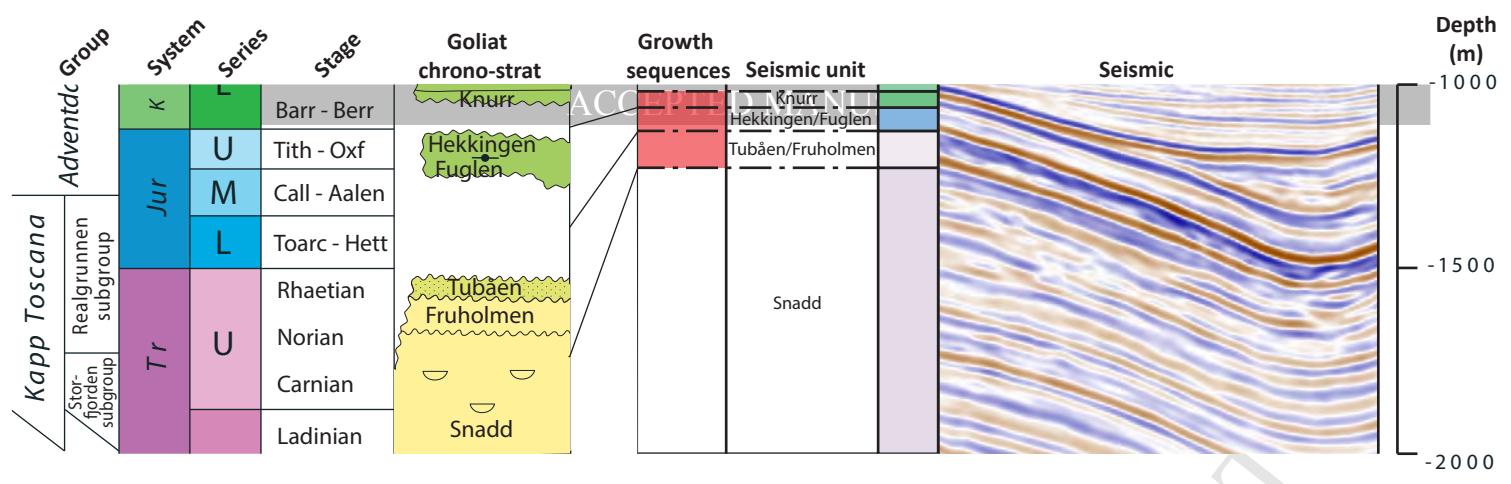 Group
System
Series
Stage
Goliat
chrono-strat
Growth
sequences
Seismic unit
Seismic
Depth
(m)
Adventdc
Kapp Toscana
Realgrunnen
subgroup
Stor-
fjorden
subgroup
K
Jur
Tr
L
U
M
L
U
Barr - Berr
Tith - Oxf
Call - Aalen
Toarc - Hett
Rhaetian
Norian
Carnian
Ladinian
Knurr
Hekkingen
Fuglen
Tubåen
Fruholmen
Snadd
ACCEPTED MANU
Knurr
Hekkingen/Fuglen
Tubåen/Fruholmen
Snadd
-1000
-1500
-2000
T